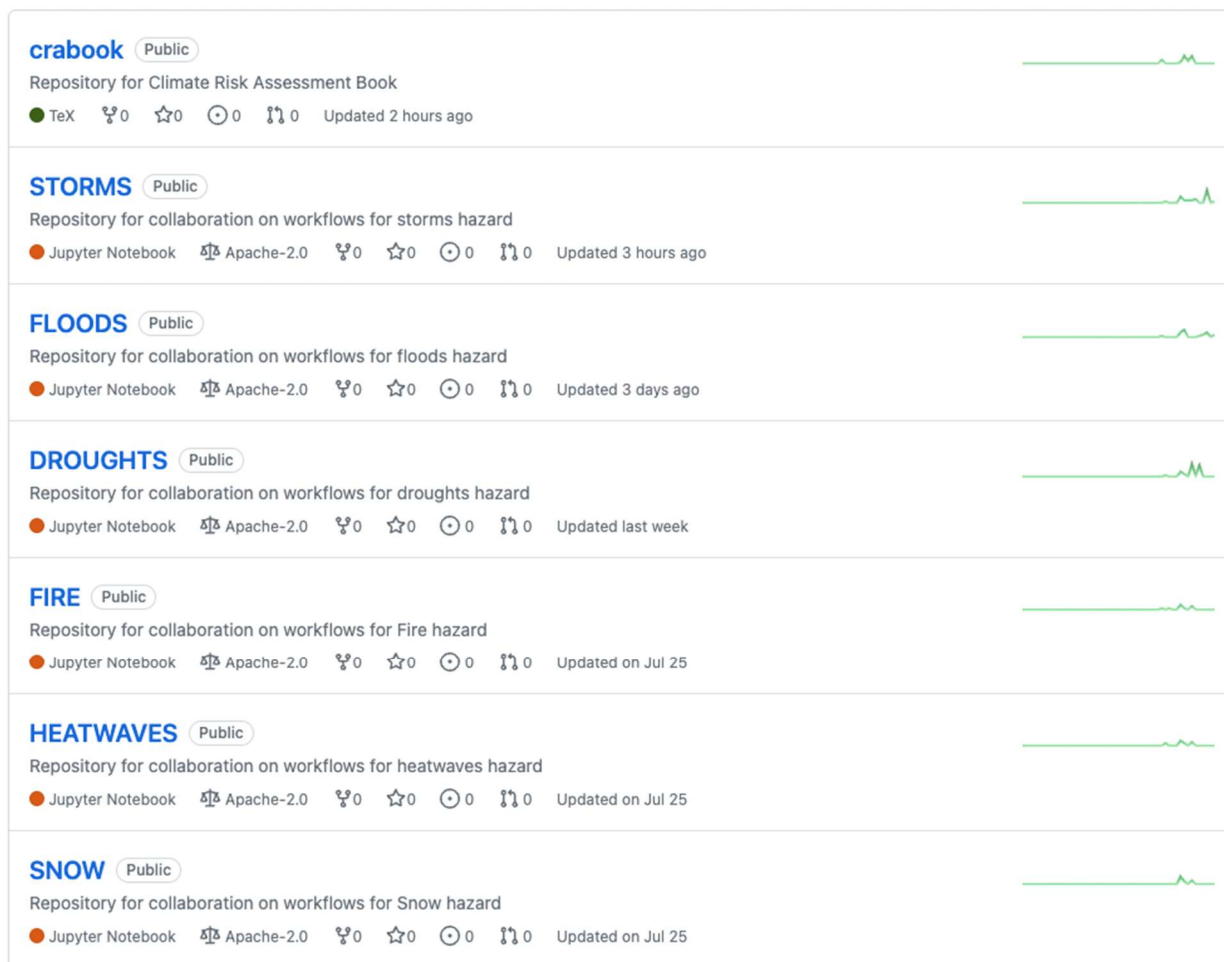 crabook Public
Repository for Climate Risk Assessment Book
TeX 0 0 0 0 Updated 2 hours ago
STORMS Public
Repository for collaboration on workflows for storms hazard
Jupyter Notebook Apache-2.0 0 0 0 0 Updated 3 hours ago
FLOODS Public
Repository for collaboration on workflows for floods hazard
Jupyter Notebook Apache-2.0 0 0 0 0 Updated 3 days ago
DROUGHTS Public
Repository for collaboration on workflows for droughts hazard
Jupyter Notebook Apache-2.0 0 0 0 0 Updated last week
FIRE Public
Repository for collaboration on workflows for Fire hazard
Jupyter Notebook Apache-2.0 0 0 0 0 Updated on Jul 25
HEATWAVES Public
Repository for collaboration on workflows for heatwaves hazard
Jupyter Notebook Apache-2.0 0 0 0 0 Updated on Jul 25
SNOW Public
Repository for collaboration on workflows for Snow hazard
Jupyter Notebook Apache-2.0 0 0 0 0 Updated on Jul 25